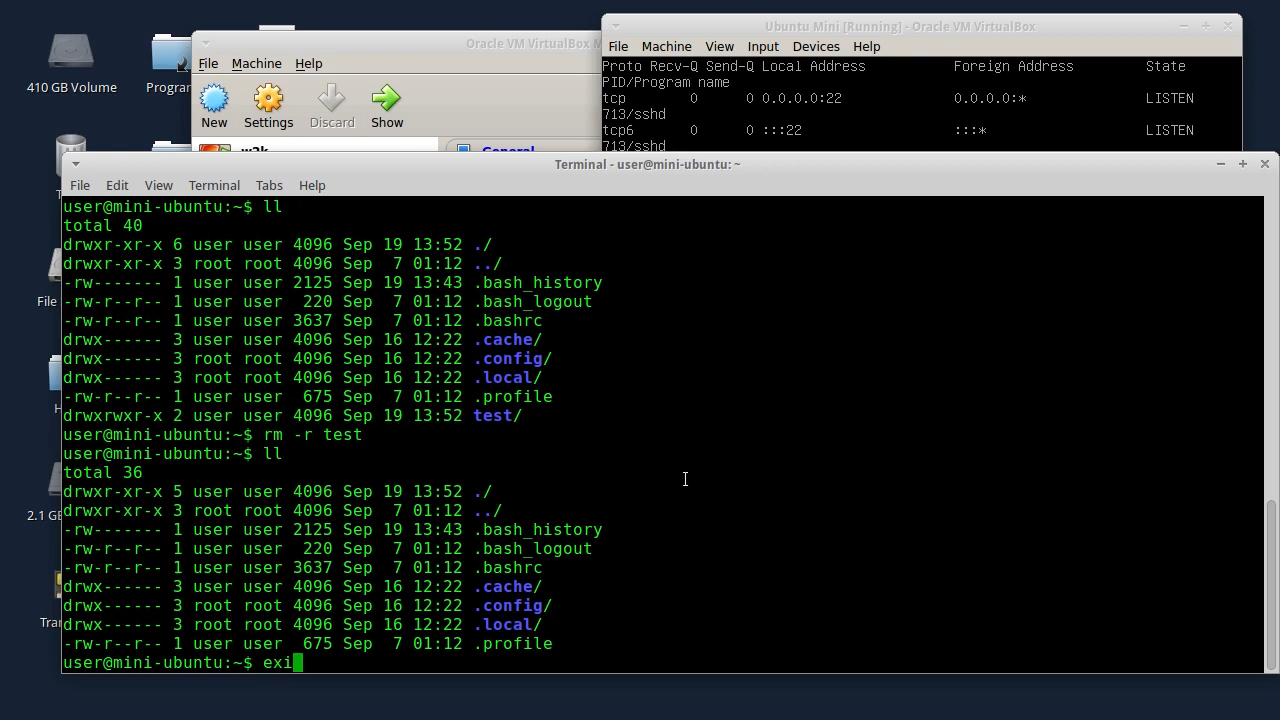 410 GB Volume
Progra
Oracle VM VirtualBox M
File Machine Help
New Settings Discard Show
w2k
General
Ubuntu Mini [Running] - Oracle VM VirtualBox
File Machine View Input Devices Help
Proto Recv-Q Send-Q Local Address Foreign Address State
PID/Program name
tcp 0 0 0.0.0.0:22 0.0.0.0:* LISTEN
713/sshd
tcp6 0 0 :::22 :::* LISTEN
713/sshd
T
File
H
2.1 GB
Tra
Terminal - user@mini-ubuntu: ~
File Edit View Terminal Tabs Help
user@mini-ubuntu:~$ ll
total 40
drwxr-xr-x 6 user user 4096 Sep 19 13:52 ./
drwxr-xr-x 3 root root 4096 Sep 7 01:12 ../
-rw------- 1 user user 2125 Sep 19 13:43 .bash_history
-rw-r--r-- 1 user user 220 Sep 7 01:12 .bash_logout
-rw-r--r-- 1 user user 3637 Sep 7 01:12 .bashrc
drwx------ 3 user user 4096 Sep 16 12:22 .cache/
drwx------ 3 root root 4096 Sep 16 12:22 .config/
drwx------ 3 root root 4096 Sep 16 12:22 .local/
-rw-r--r-- 1 user user 675 Sep 7 01:12 .profile
drwxrwxr-x 2 user user 4096 Sep 19 13:52 test/
user@mini-ubuntu:~$ rm -r test
user@mini-ubuntu:~$ ll
total 36
drwxr-xr-x 5 user user 4096 Sep 19 13:52 ./
drwxr-xr-x 3 root root 4096 Sep 7 01:12 ../
-rw------- 1 user user 2125 Sep 19 13:43 .bash_history
-rw-r--r-- 1 user user 220 Sep 7 01:12 .bash_logout
-rw-r--r-- 1 user user 3637 Sep 7 01:12 .bashrc
drwx------ 3 user user 4096 Sep 16 12:22 .cache/
drwx------ 3 root root 4096 Sep 16 12:22 .config/
drwx------ 3 root root 4096 Sep 16 12:22 .local/
-rw-r--r-- 1 user user 675 Sep 7 01:12 .profile
user@mini-ubuntu:~$ exi